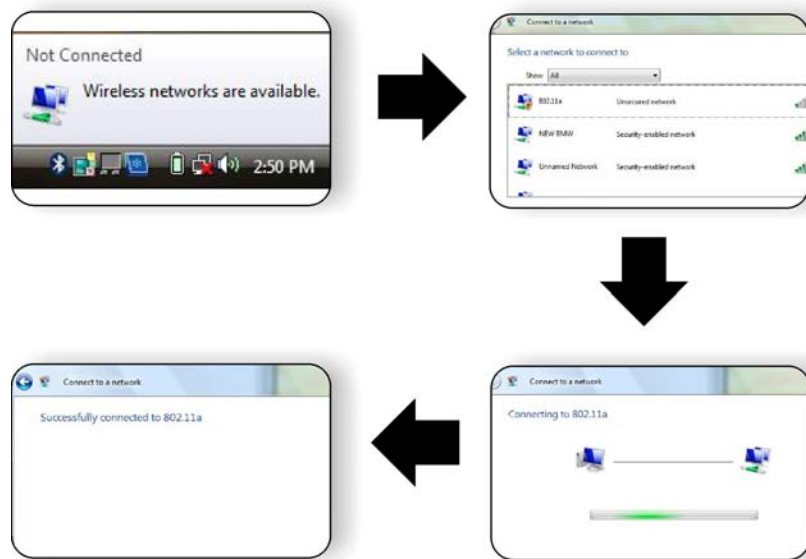 Not Connected
Wireless networks are available.
2:50 PM
Connect to a network
Select a network to connect to
Show All
802.11a Unsecured network
NEW BMW Security-enabled network
Unnamed Network Security-enabled network
Connect to a network
Connecting to 802.11a
Connect to a network
Successfully connected to 802.11a